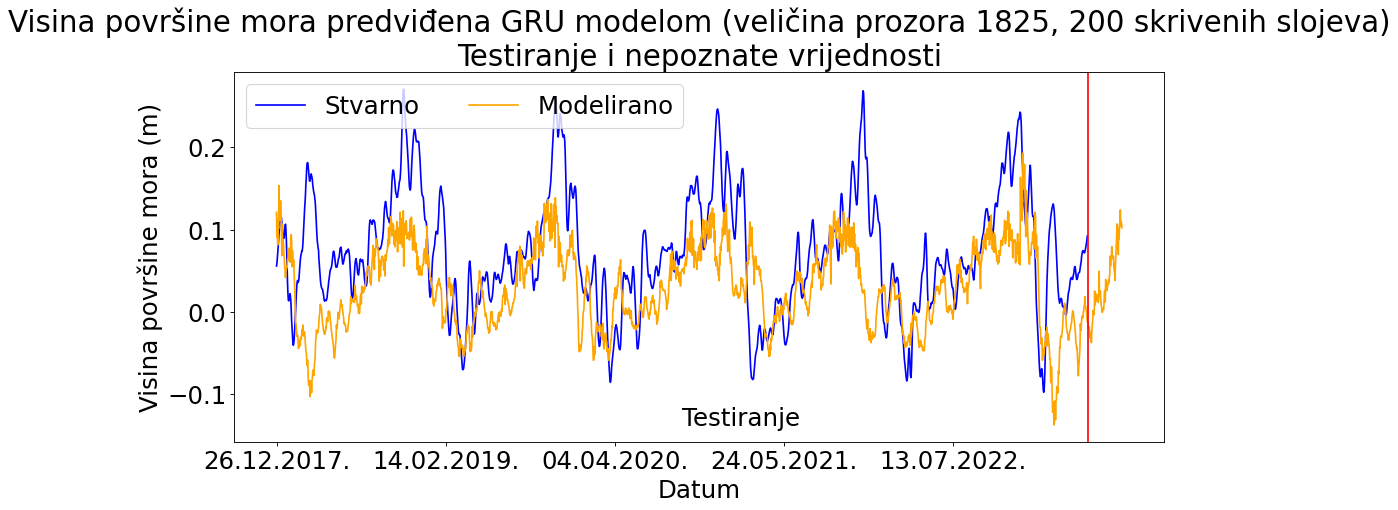 Visina površine mora predviđena GRU modelom (veličina prozora 1825, 200 skrivenih slojeva)
Testiranje i nepoznate vrijednosti
Stvarno
Modelirano
Visina površine mora (m)
0.2
0.1
0.0
−0.1
Testiranje
26.12.2017.
14.02.2019.
04.04.2020.
24.05.2021.
13.07.2022.
Datum